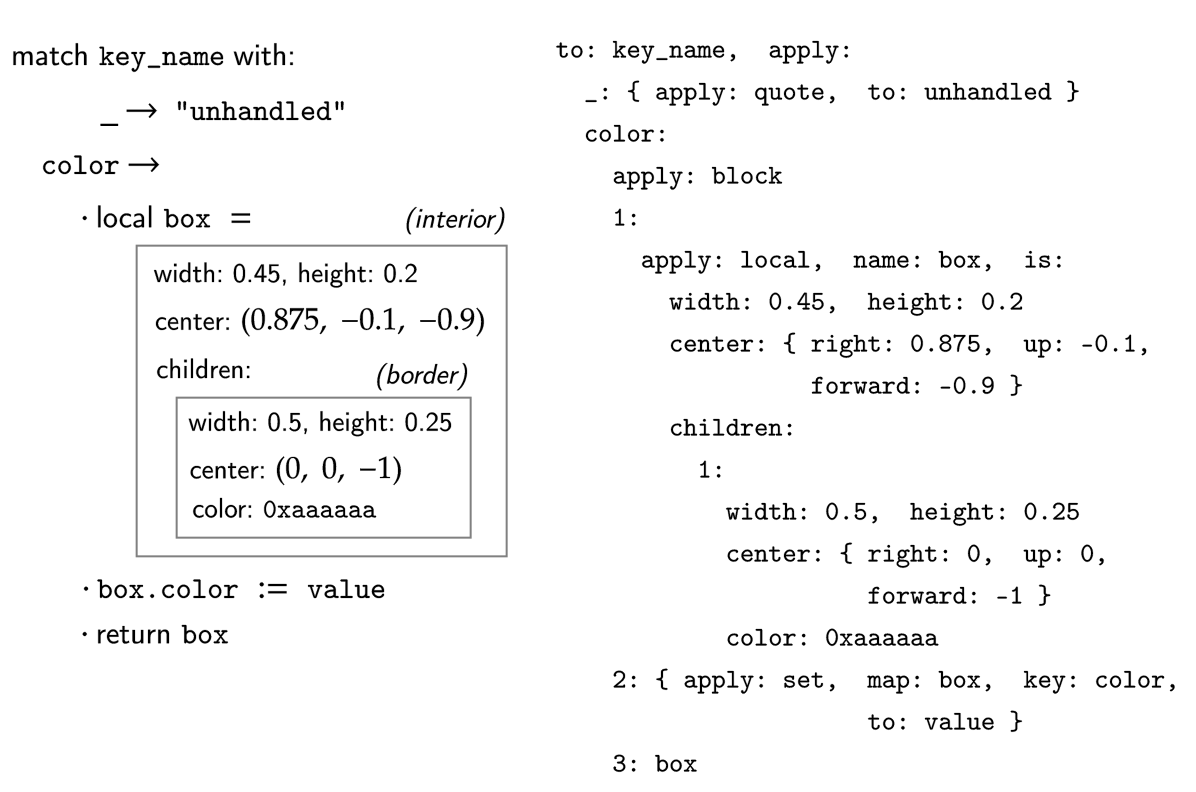 match key_name with:
_ → "unhandled"
color →
· local box = (interior)
width: 0.45, height: 0.2
center: (0.875, −0.1, −0.9)
children: (border)
width: 0.5, height: 0.25
center: (0, 0, −1)
color: 0xaaaaaa
· box.color := value
· return box
to: key_name, apply:
_: { apply: quote, to: unhandled }
color:
apply: block
1:
apply: local, name: box, is:
width: 0.45, height: 0.2
center: { right: 0.875, up: -0.1,
forward: -0.9 }
children:
1:
width: 0.5, height: 0.25
center: { right: 0, up: 0,
forward: -1 }
color: 0xaaaaaa
2: { apply: set, map: box, key: color,
to: value }
3: box